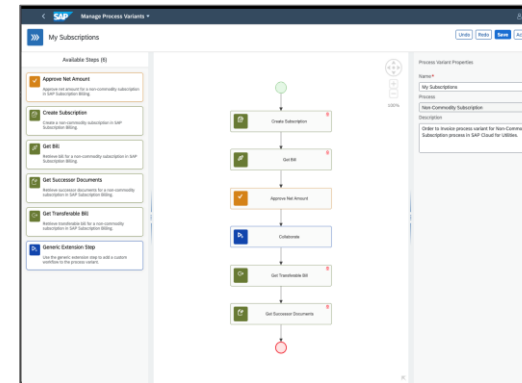 SAP Manage Process Variants
My Subscriptions
Undo Redo Save
Available Steps (6)
Approve Net Amount
Approve net amount for a non-commodity subscription
in SAP Subscription Billing.
Create Subscription
Create a non-commodity subscription in SAP
Subscription Billing.
Get Bill
Retrieve bill for a non-commodity subscription in SAP
Subscription Billing.
Get Successor Documents
Retrieve successor documents for a non-commodity
subscription in SAP Subscription Billing.
Get Transferable Bill
Retrieve transferable bill for a non-commodity
subscription in SAP Subscription Billing.
Generic Extension Step
Use the generic extension step to add a custom
workflow to the process variant.
100%
Create Subscription
Get Bill
Approve Net Amount
Collaborate
Get Transferable Bill
Get Successor Documents
Process Variant Properties
Name*
My Subscriptions
Process
Non-Commodity Subscription
Description
Order to Invoice process variant for
Subscription process in SAP Cloud for Utilities.